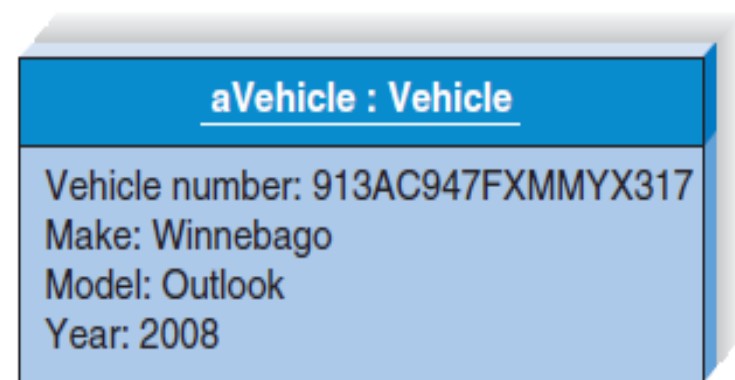 aVehicle : Vehicle
Vehicle number: 913AC947FXMMYX317
Make: Winnebago
Model: Outlook
Year: 2008